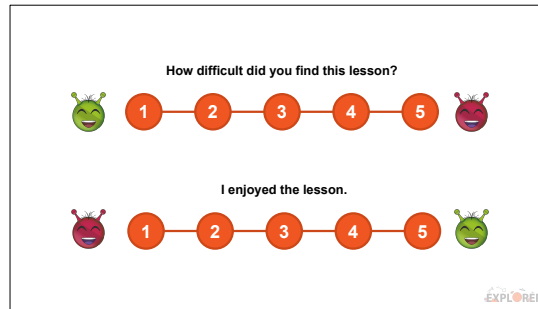 How difficult did you find this lesson?
1 2 3 4 5
I enjoyed the lesson.
1 2 3 4 5